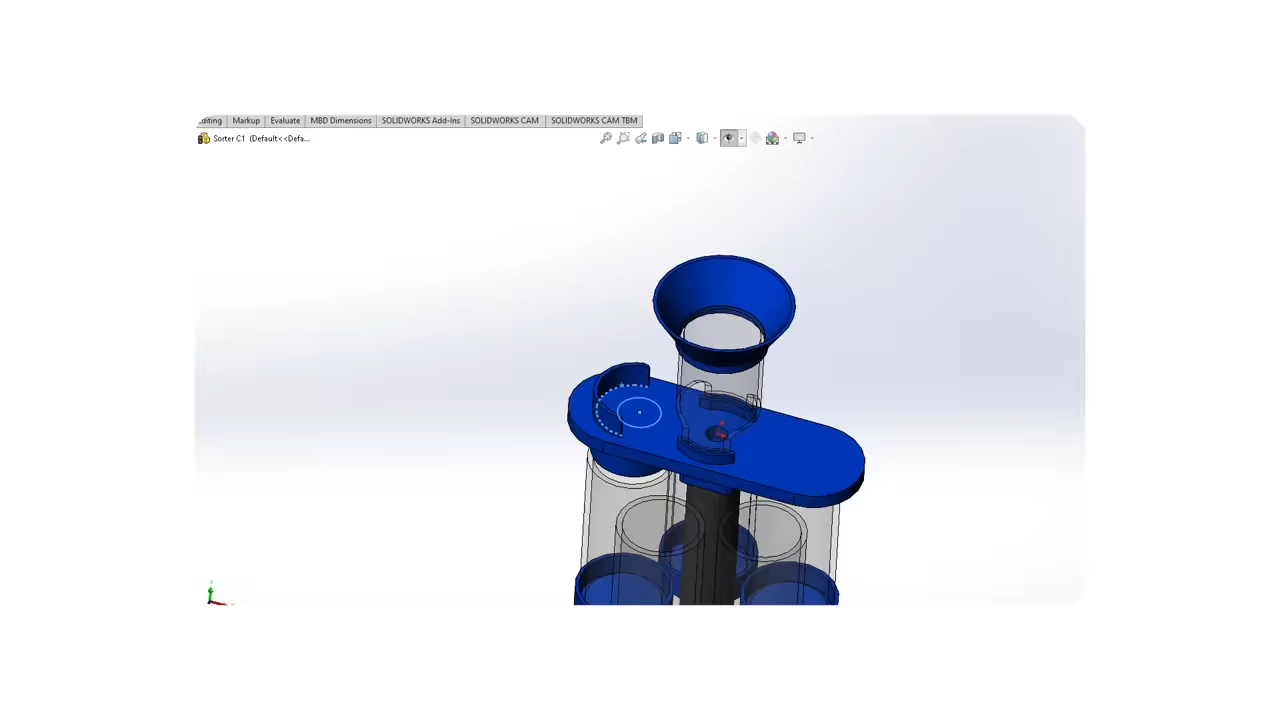 diting Markup Evaluate MBD Dimensions SOLIDWORKS Add-Ins SOLIDWORKS CAM SOLIDWORKS CAM TBM
Sorter C1 (Default<<Defa...